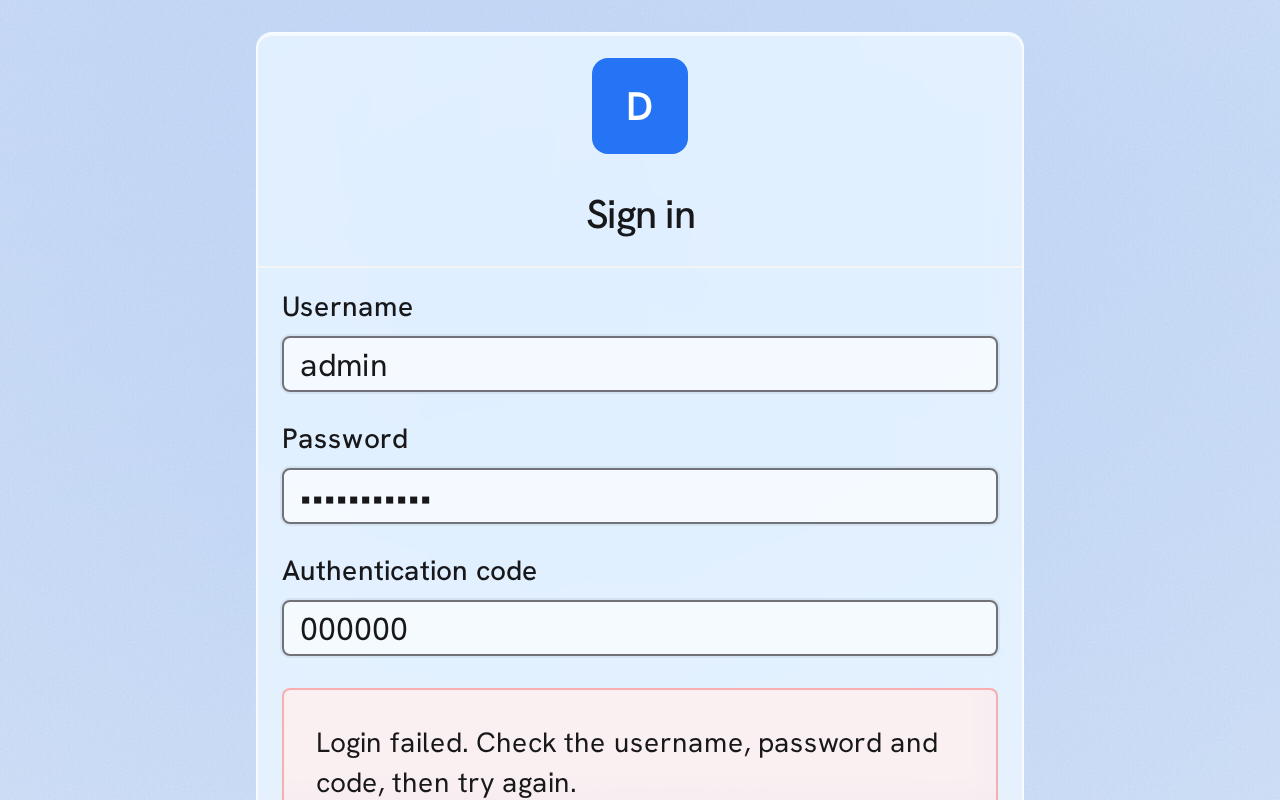 D
Sign in
Username
admin
Password
▪▪▪▪▪▪▪▪▪▪▪
Authentication code
000000
Login failed. Check the username, password and
code, then try again.